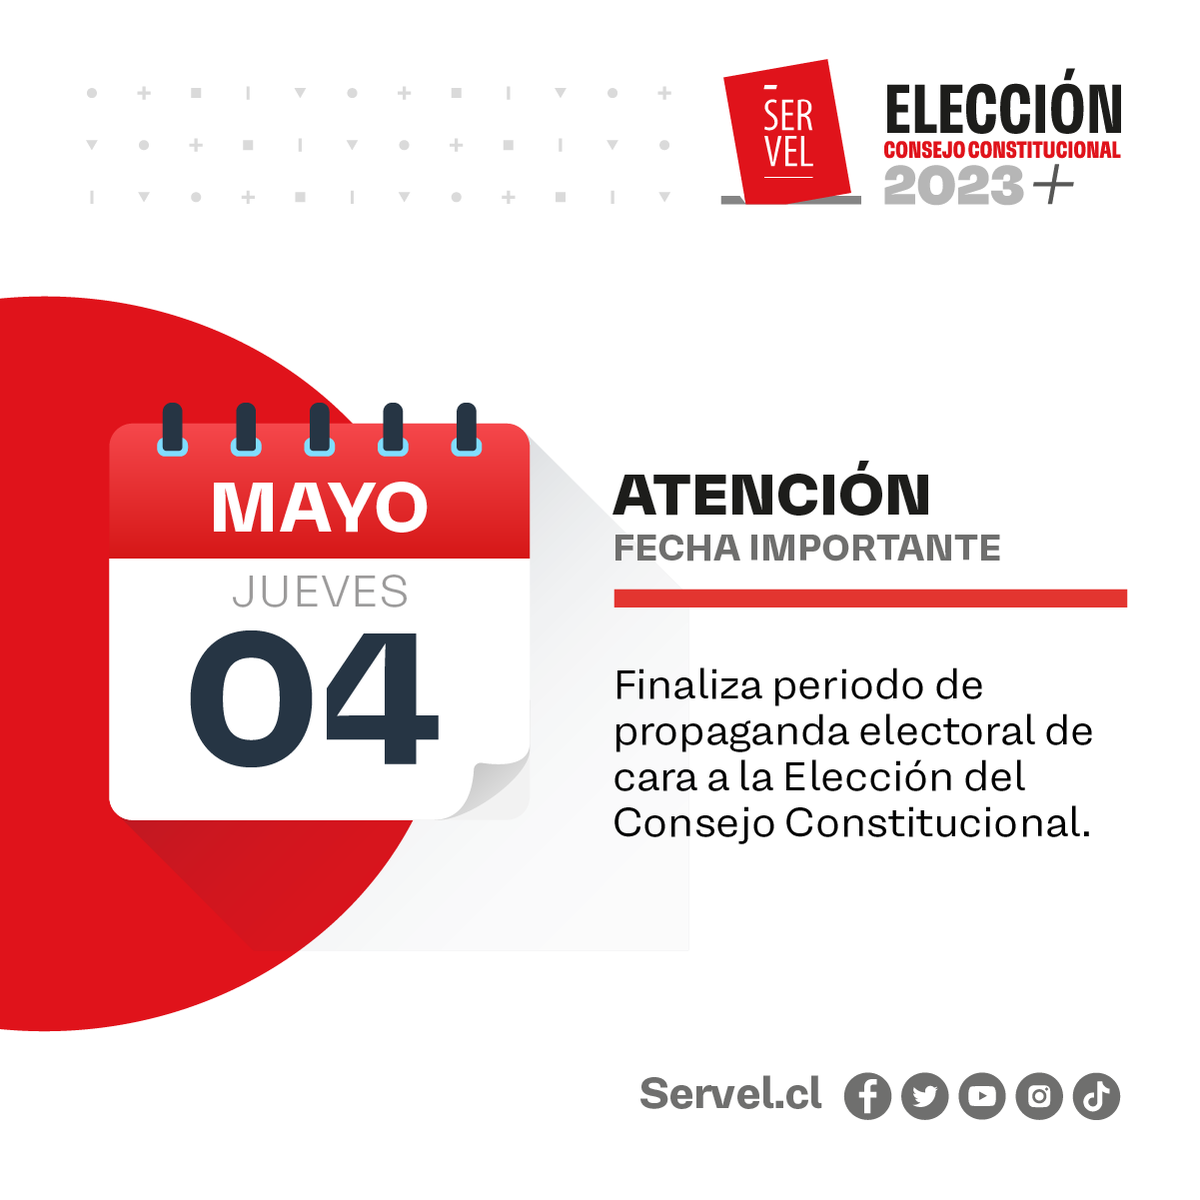 SER
VEL
ELECCIÓN
CONSEJO CONSTITUCIONAL
2023+
MAYO
JUEVES
04
ATENCIÓN
FECHA IMPORTANTE
Finaliza periodo de
propaganda electoral de
cara a la Elección del
Consejo Constitucional.
Servel.cl